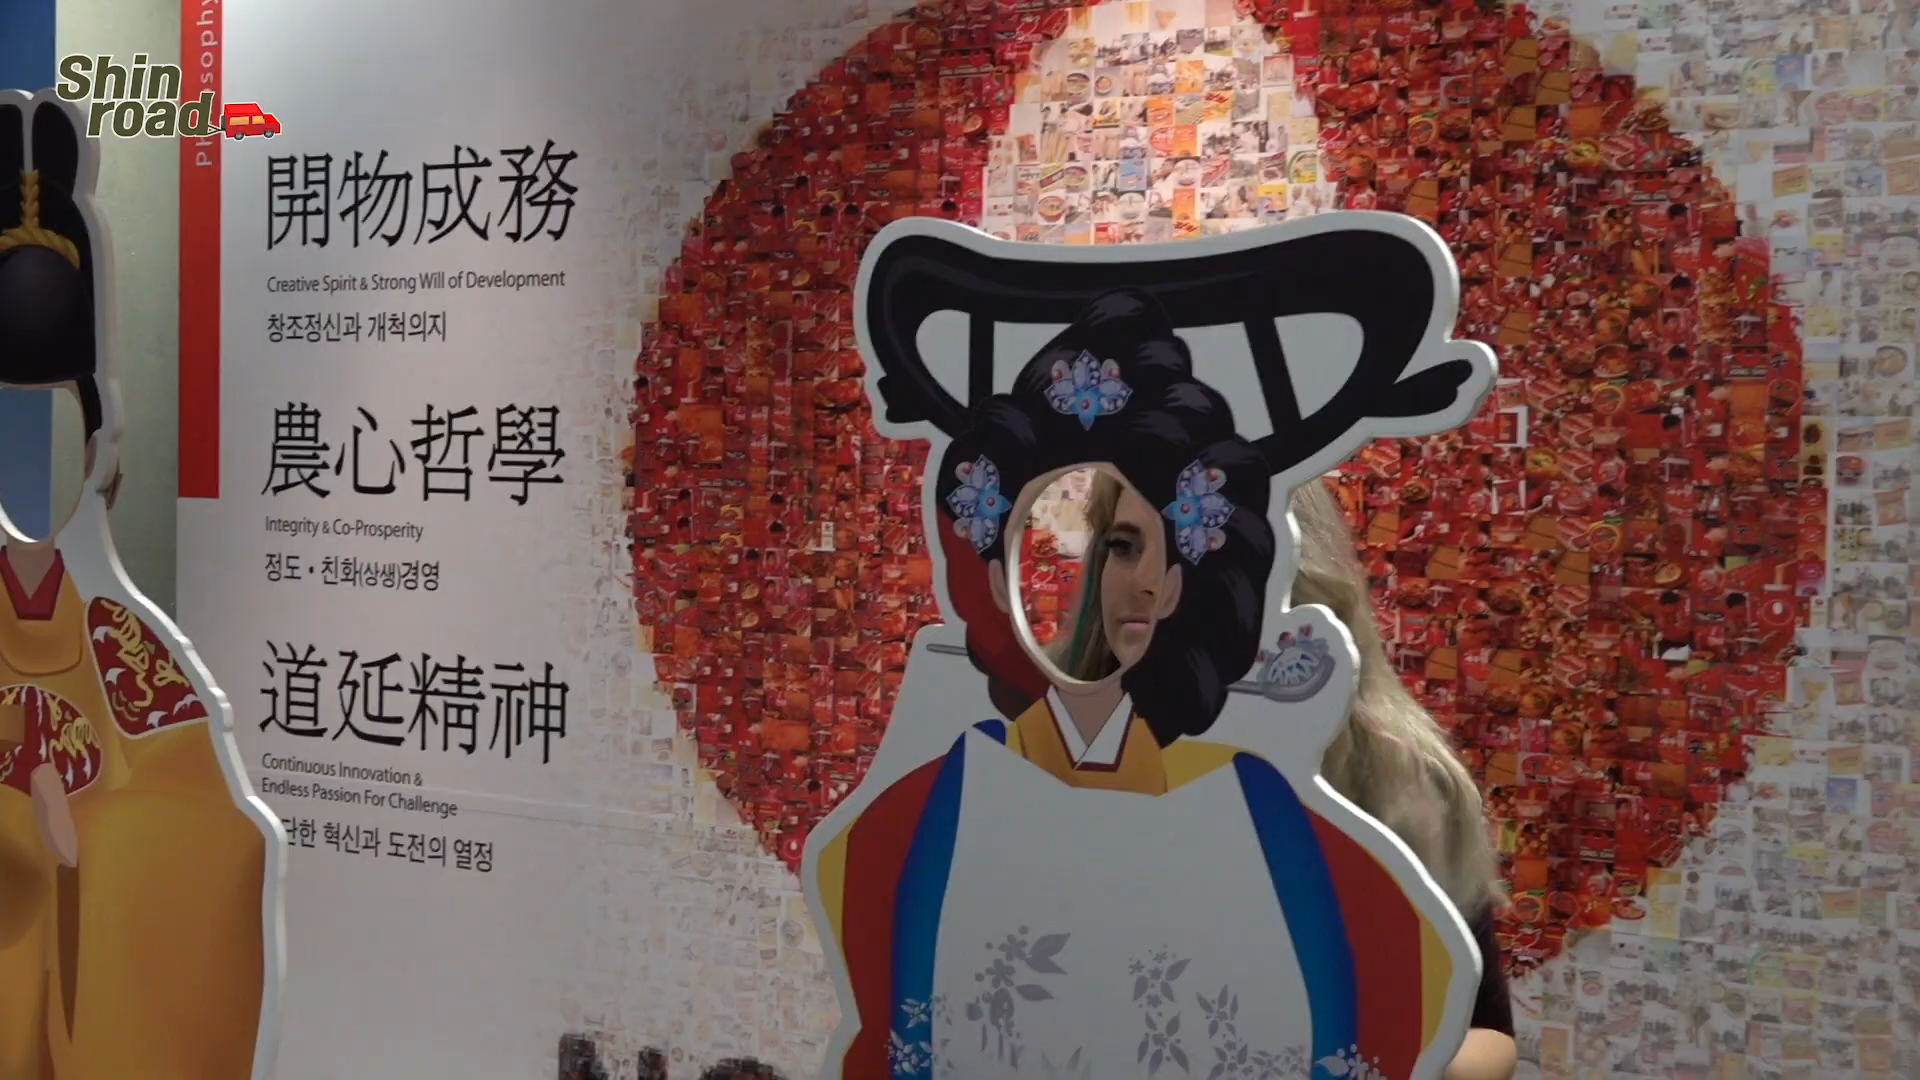 Shin
road
Philosophy
開物成務
Creative Spirit & Strong Will of Development
창조정신과 개척의지
農心哲學
Integrity & Co-Prosperity
정도·친화(상생)경영
道延精神
Continuous Innovation &
Endless Passion For Challenge
단한 혁신과 도전의 열정